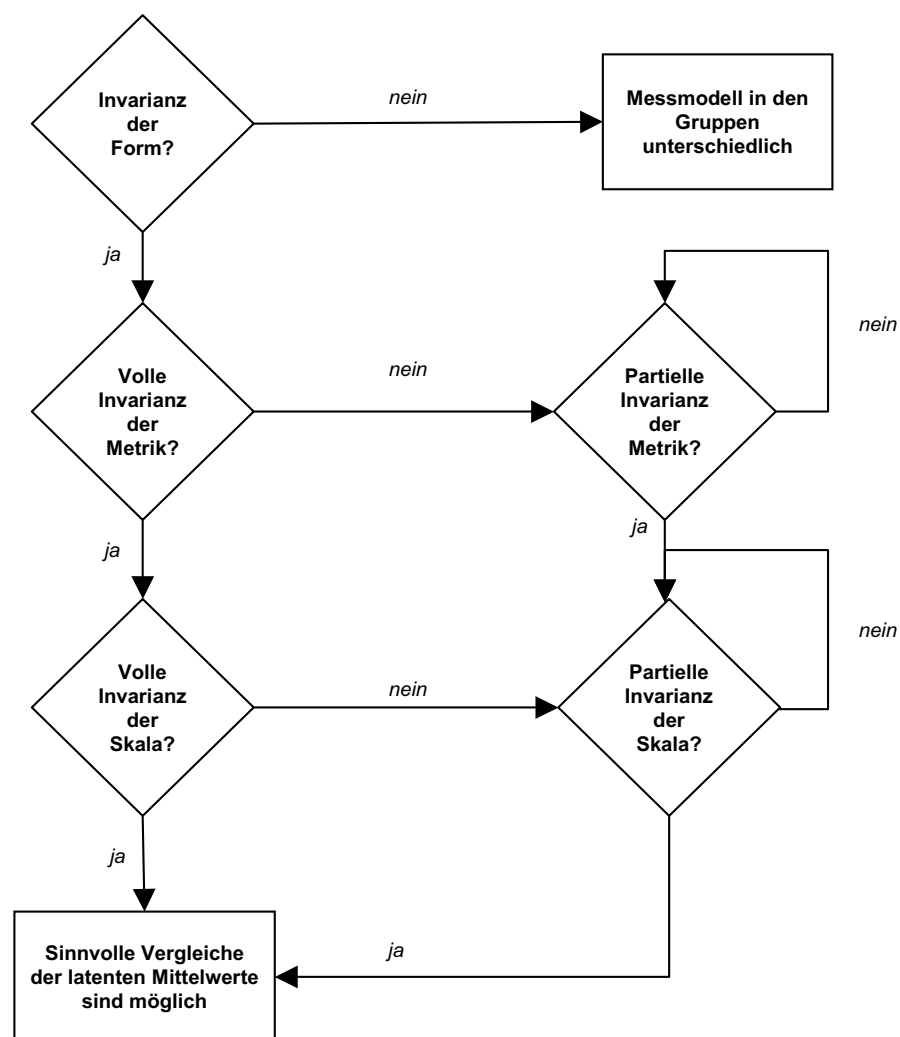 Invarianz
der
Form?
nein
Messmodell in den
Gruppen
unterschiedlich
ja
Volle
Invarianz
der
Metrik?
nein
Partielle
Invarianz
der
Metrik?
nein
ja
ja
Volle
Invarianz
der
Skala?
nein
Partielle
Invarianz
der
Skala?
nein
ja
Sinnvolle Vergleiche
der latenten Mittelwerte
sind möglich
ja